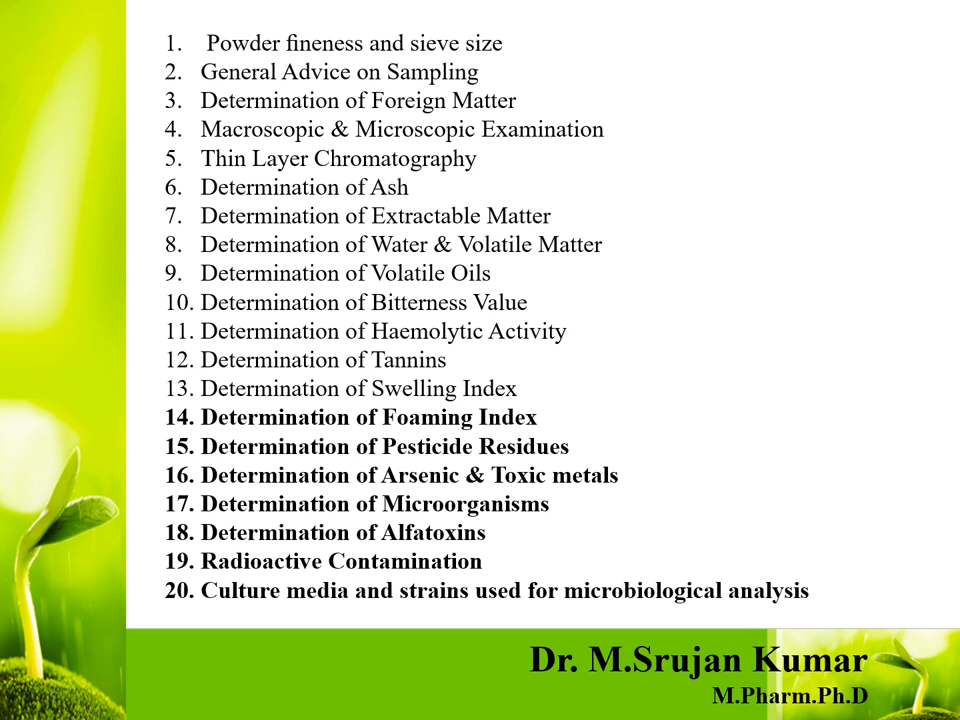 1. Powder fineness and sieve size
2. General Advice on Sampling
3. Determination of Foreign Matter
4. Macroscopic & Microscopic Examination
5. Thin Layer Chromatography
6. Determination of Ash
7. Determination of Extractable Matter
8. Determination of Water & Volatile Matter
9. Determination of Volatile Oils
10. Determination of Bitterness Value
11. Determination of Haemolytic Activity
12. Determination of Tannins
13. Determination of Swelling Index
14. Determination of Foaming Index
15. Determination of Pesticide Residues
16. Determination of Arsenic & Toxic metals
17. Determination of Microorganisms
18. Determination of Alfatoxins
19. Radioactive Contamination
20. Culture media and strains used for microbiological analysis
Dr. M.Srujan Kumar
M.Pharm.Ph.D